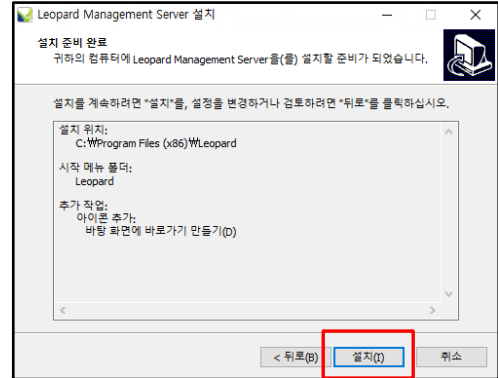 Leopard Management Server 설치
설치 준비 완료
귀하의 컴퓨터에 Leopard Management Server을(를) 설치할 준비가 되었습니다.
설치를 계속하려면 "설치"를, 설정을 변경하거나 검토하려면 "뒤로"를 클릭하십시오.
설치 위치:
C:₩Program Files (x86)₩Leopard
시작 메뉴 폴더:
Leopard
추가 작업:
아이콘 추가:
바탕 화면에 바로가기 만들기(D)
< 뒤로(B)
설치(I)
취소